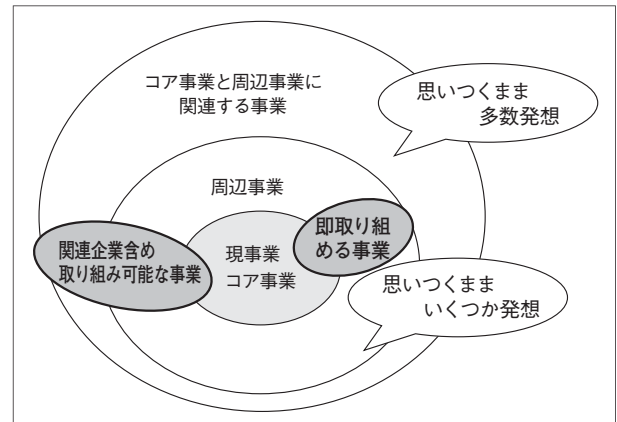 コア事業と周辺事業に
関連する事業
思いつくまま
多数発想
周辺事業
即取り組
める事業
関連企業含め
取り組み可能な事業
現事業
コア事業
思いつくまま
いくつか発想